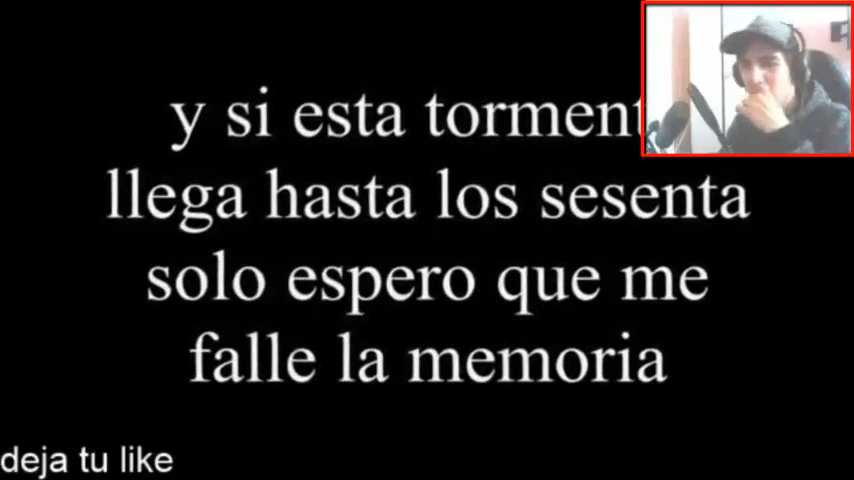 y si esta torment
llega hasta los sesenta
solo espero que me
falle la memoria
deja tu like